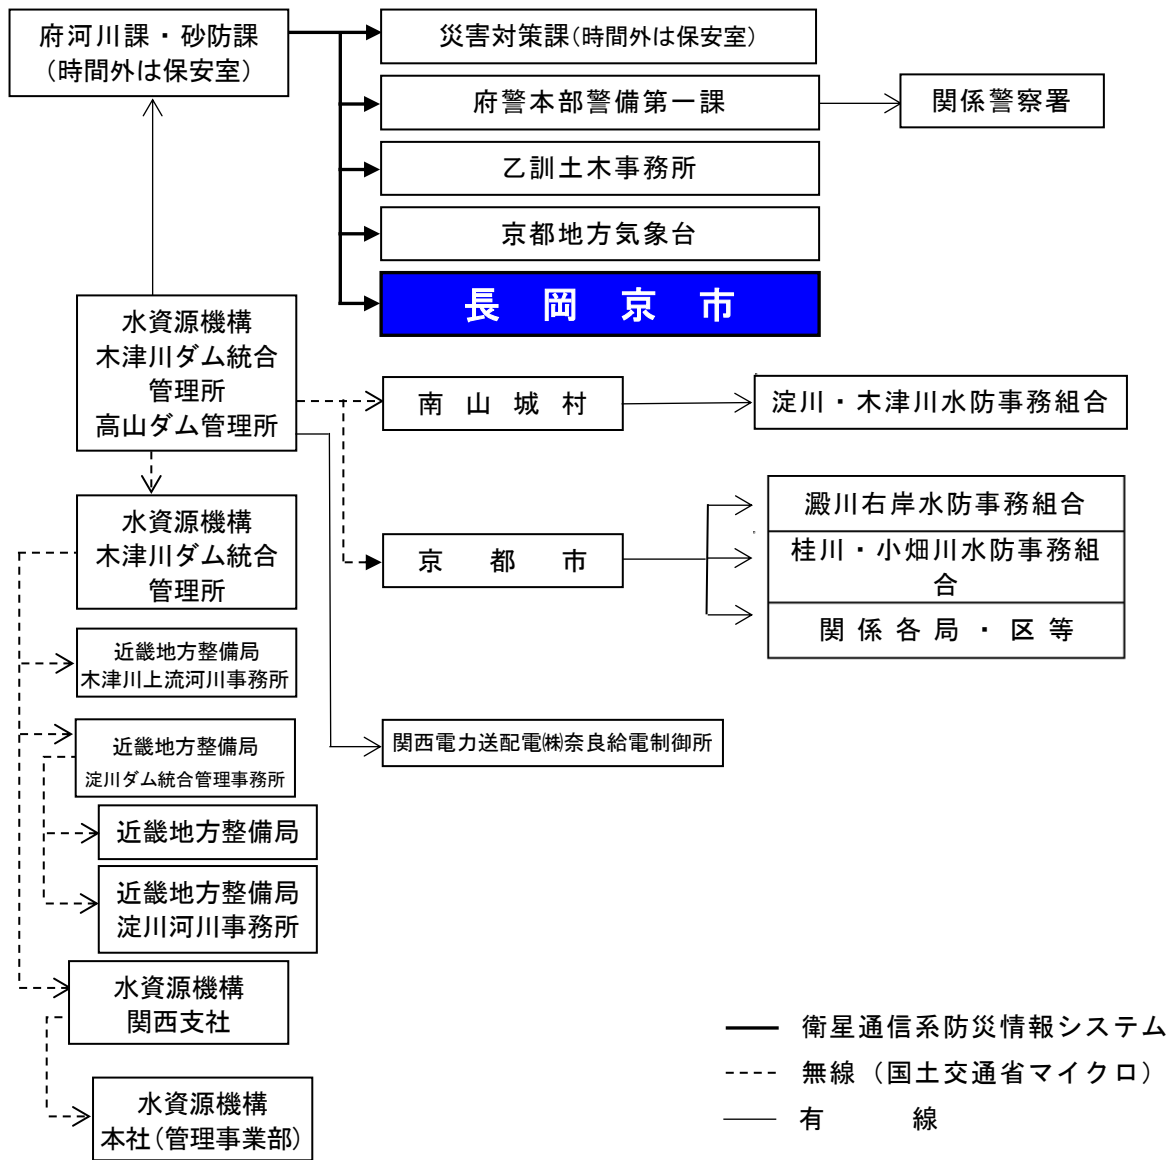 府河川課・砂防課
(時間外は保安室)
災害対策課(時間外は保安室)
府警本部警備第一課
関係警察署
乙訓土木事務所
京都地方気象台
長岡京市
水資源機構
木津川ダム統合
管理所
高山ダム管理所
南山城村
淀川・木津川水防事務組合
水資源機構
木津川ダム統合
管理所
京都市
澱川右岸水防事務組合
桂川・小畑川水防事務組
合
関係各局・区等
近畿地方整備局
木津川上流河川事務所
近畿地方整備局
淀川ダム統合管理事務所
関西電力送配電㈱奈良給電制御所
近畿地方整備局
近畿地方整備局
淀川河川事務所
水資源機構
関西支社
水資源機構
本社(管理事業部)
衛星通信系防災情報システム
無線（国土交通省マイクロ）
有線